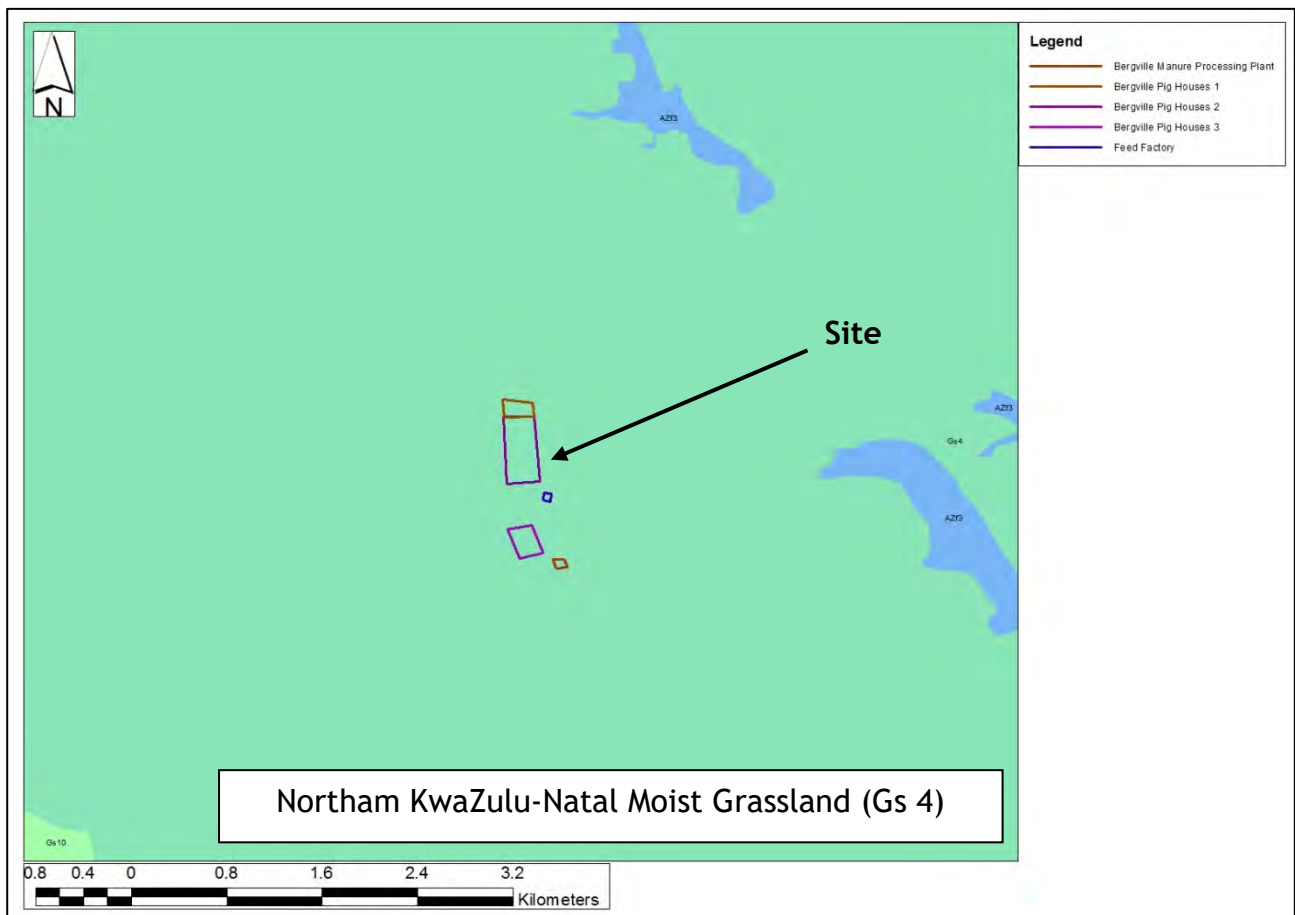 N
Legend
Bergville Manure Processing Plant
Bergville Pig Houses 1
Bergville Pig Houses 2
Bergville Pig Houses 3
Feed Factory
AZf3
Site
AZf3
Gs4
AZf3
Northam KwaZulu-Natal Moist Grassland (Gs 4)
Gs10
0.8 0.4 0 0.8 1.6 2.4 3.2
Kilometers